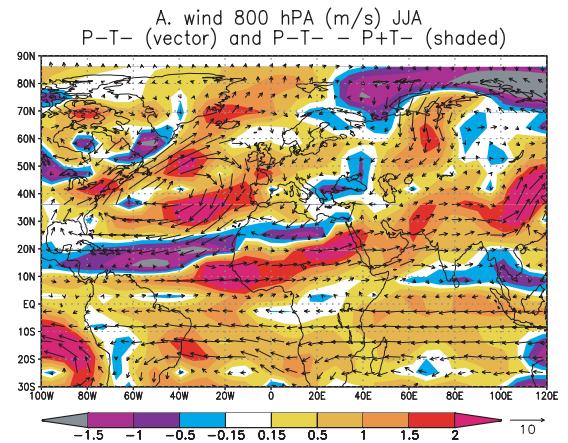 A. wind 800 hPA (m/s) JJA
P-T- (vector) and P-T- - P+T- (shaded)
90N
80N
70N
60N
50N
40N
30N
20N
10N
EQ
10S
20S
30S
100W 80W 60W 40W 20W 0 20E 40E 60E 80E 100E 120E
-1.5 -1 -0.5 -0.15 0.15 0.5 1 1.5 2
10